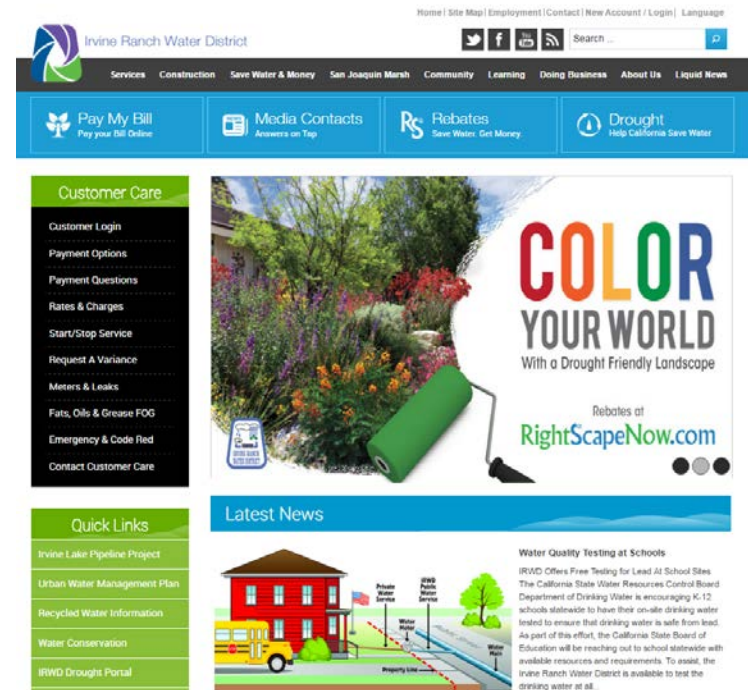 Home | Site Map | Employment | Contact | New Account / Login | Language
Irvine Ranch Water District
You
Tube
Search ...
Services Construction Save Water & Money San Joaquin Marsh Community Learning Doing Business About Us Liquid News
Pay My Bill
Pay your Bill Online
Media Contacts
Answers on Tap
RS Rebates
Save Water. Get Money.
Drought
Help California Save Water
Customer Care
Customer Login
Payment Options
Payment Questions
Rates & Charges
Start/Stop Service
Request A Variance
Meters & Leaks
Fats, Oils & Grease FOG
Emergency & Code Red
Contact Customer Care
COLOR
YOUR WORLD
With a Drought Friendly Landscape
Rebates at
RightScapeNow.com
IRVINE RANCH
WATER DISTRICT
Quick Links
Irvine Lake Pipeline Project
Urban Water Management Plan
Recycled Water Information
Water Conservation
IRWD Drought Portal
Latest News
Private
Water
Service
IRWD
Public
Water
Service
Water
Meter
Public Street
Water
Main
Property Line
Water Quality Testing at Schools
IRWD Offers Free Testing for Lead At School Sites
The California State Water Resources Control Board
Department of Drinking Water is encouraging K-12
schools statewide to have their on-site drinking water
tested to ensure that drinking water is safe from lead.
As part of this effort, the California State Board of
Education will be reaching out to school statewide with
available resources and requirements. To assist, the
Irvine Ranch Water District is available to test the
drinking water at all